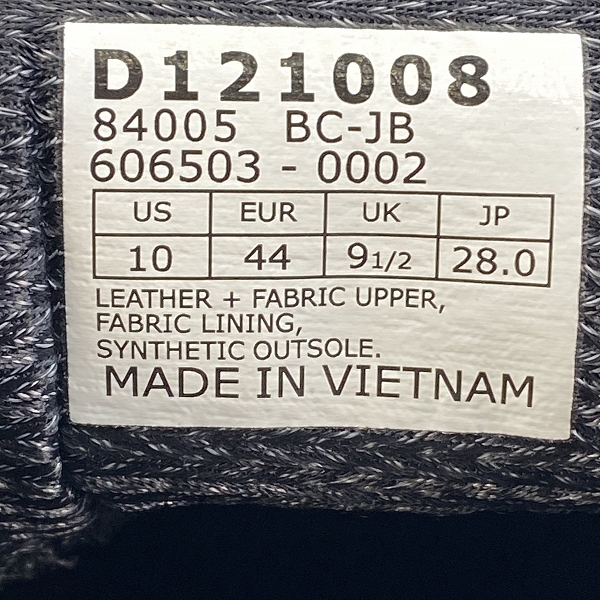 D121008
84005 BC-JB
606503 - 0002
US EUR UK JP
10 44 9 1/2 28.0
LEATHER + FABRIC UPPER,
FABRIC LINING,
SYNTHETIC OUTSOLE.
MADE IN VIETNAM